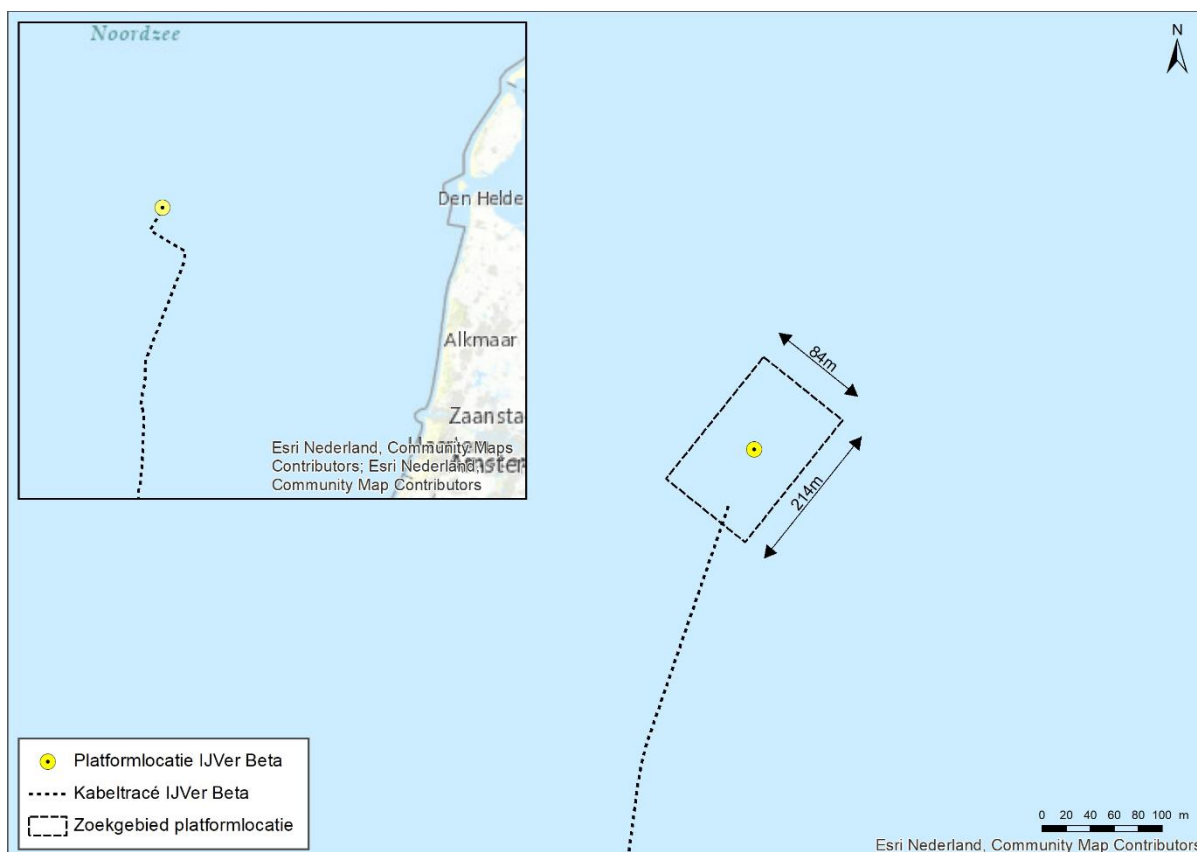 Noordzee
Den Helde
Alkmaar
Zaansta
Esri Nederland, Community Maps
Contributors; Esri Nederland,
Community Map Contributors
N
84m
214m
Platformlocatie IJVer Beta
Kabeltracé IJVer Beta
Zoekgebied platformlocatie
0 20 40 60 80 100 m
Esri Nederland, Community Map Contributors